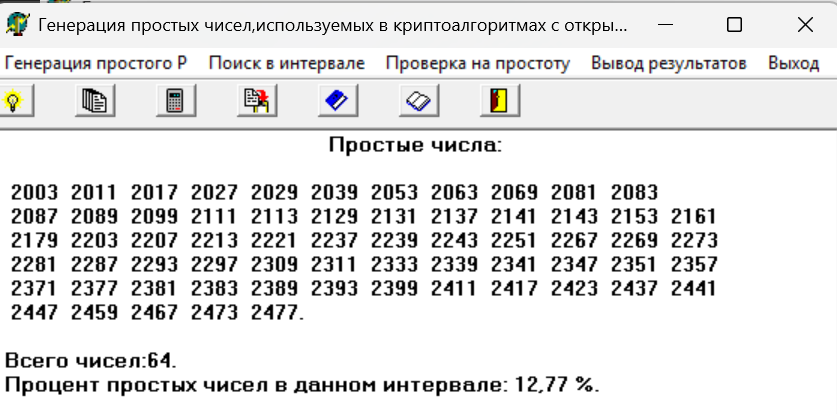 Генерация простых чисел,используемых в криптоалгоритмах с откры...
Генерация простого P Поиск в интервале Проверка на простоту Вывод результатов Выход
Простые числа:
2003 2011 2017 2027 2029 2039 2053 2063 2069 2081 2083
2087 2089 2099 2111 2113 2129 2131 2137 2141 2143 2153 2161
2179 2203 2207 2213 2221 2237 2239 2243 2251 2267 2269 2273
2281 2287 2293 2297 2309 2311 2333 2339 2341 2347 2351 2357
2371 2377 2381 2383 2389 2393 2399 2411 2417 2423 2437 2441
2447 2459 2467 2473 2477.
Всего чисел:64.
Процент простых чисел в данном интервале: 12,77 %.